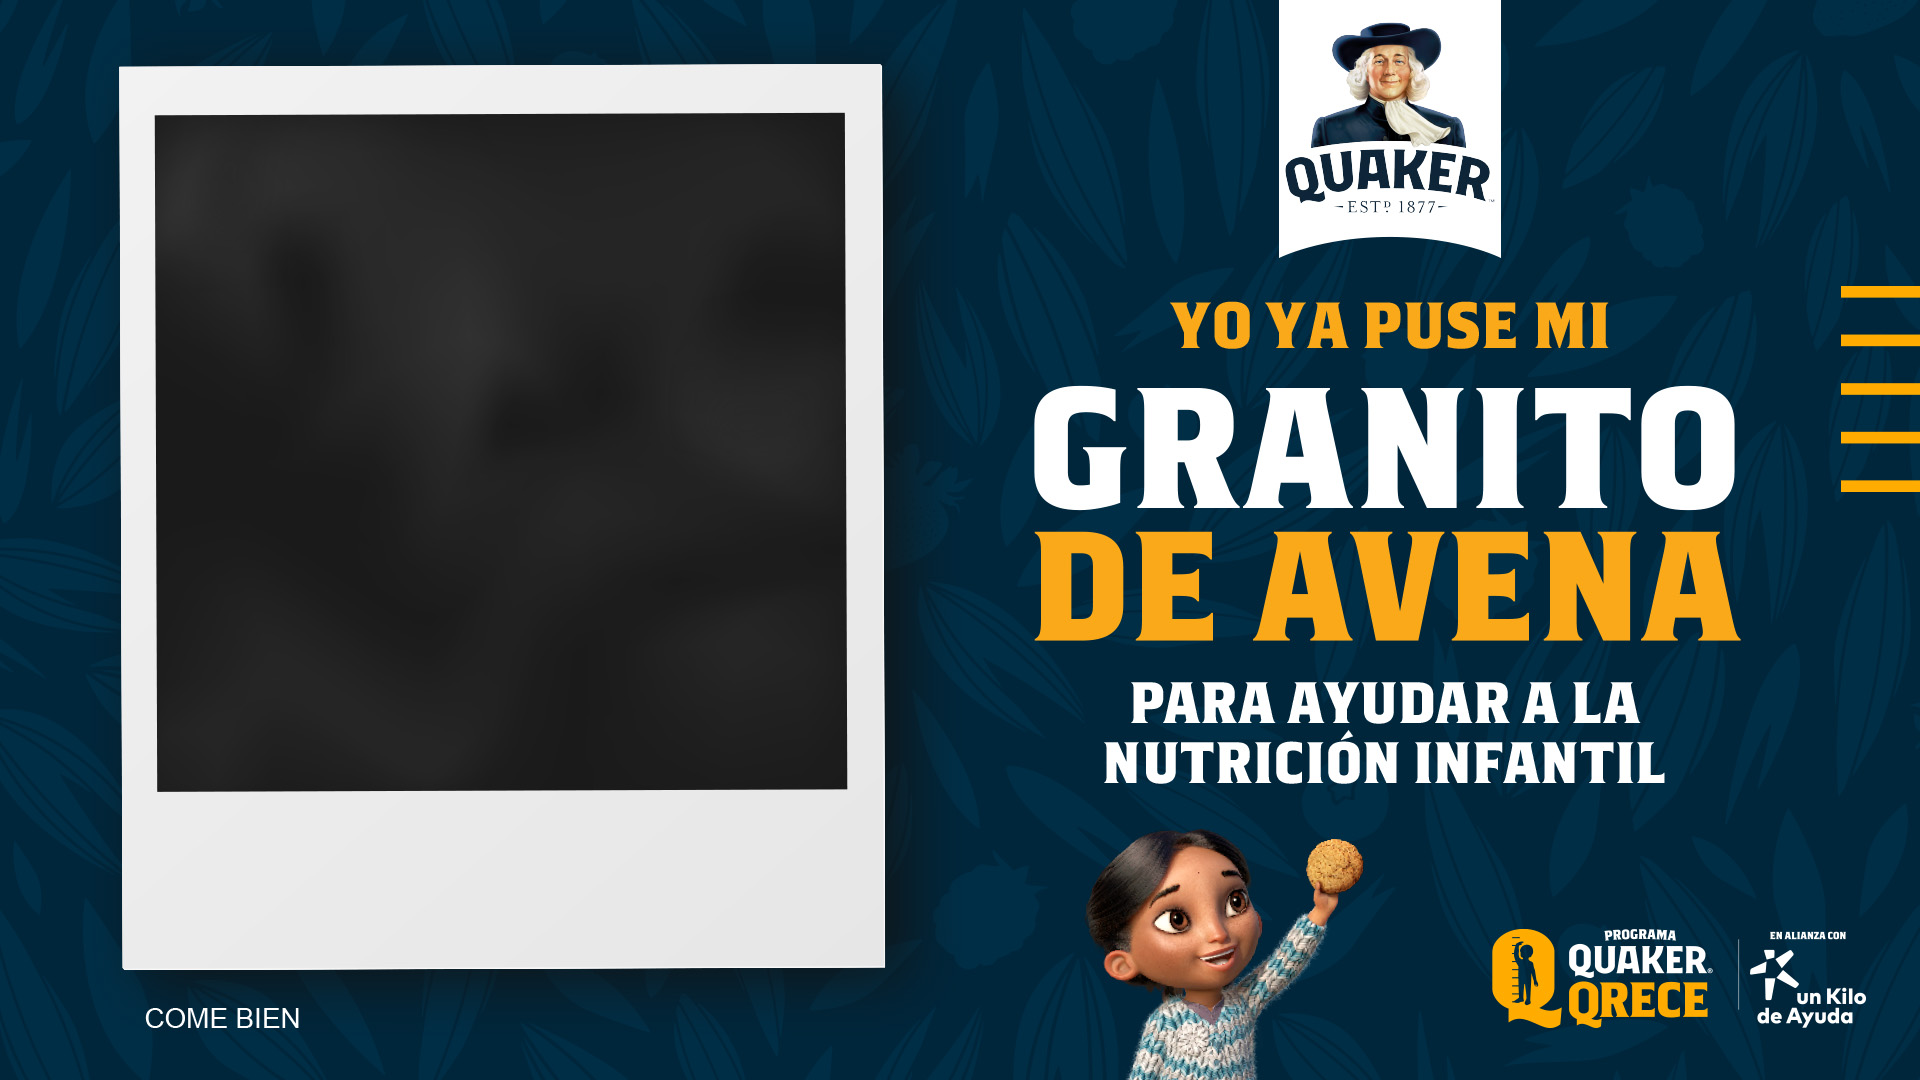 QUAKER
ESTD 1877
YO YA PUSE MI
GRANITO
DE AVENA
PARA AYUDAR A LA
NUTRICIÓN INFANTIL
COME BIEN
PROGRAMA
QUAKER®
QRECE
EN ALIANZA CON
un Kilo
de Ayuda